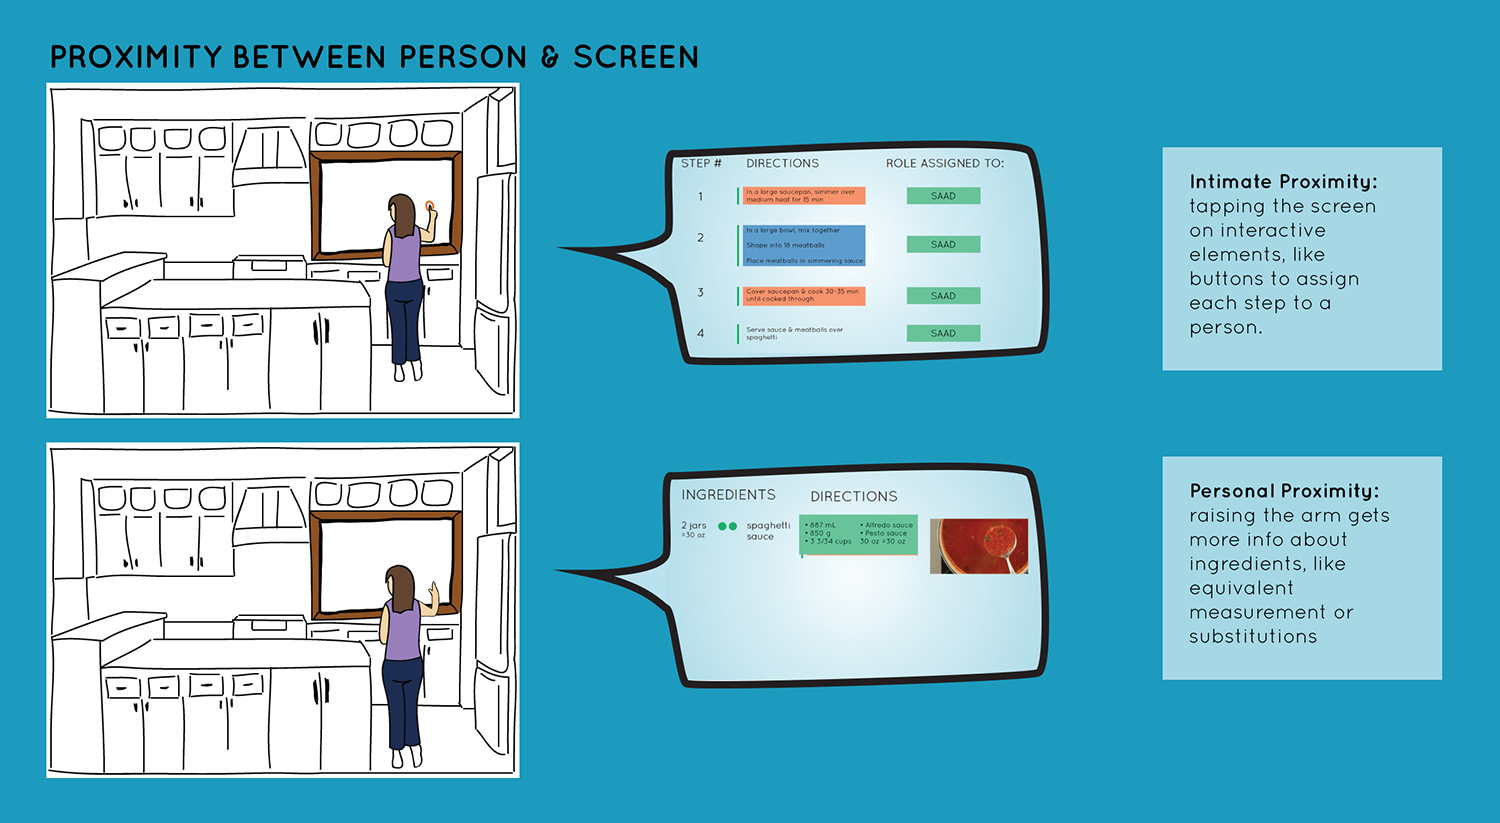 PROXIMITY BETWEEN PERSON & SCREEN
STEP # DIRECTIONS ROLE ASSIGNED TO:
1 In a large saucepan, simmer over SAAD
medium heat for 15 min
2 In a large bowl, mix together SAAD
Shape into 18 meatballs
Place meatballs in simmering sauce
3 Cover saucepan & cook 30-35 min SAAD
until cooked through
4 Serve sauce & meatballs over SAAD
spaghetti
Intimate Proximity:
tapping the screen
on interactive
elements, like
buttons to assign
each step to a
person.
INGREDIENTS DIRECTIONS
2 jars spaghetti
≈30 oz sauce
• 887 mL • Alfredo sauce
• 850 g • Pesto sauce
• 3 3/34 cups 30 oz ≈30 oz
Personal Proximity:
raising the arm gets
more info about
ingredients, like
equivalent
measurement or
substitutions